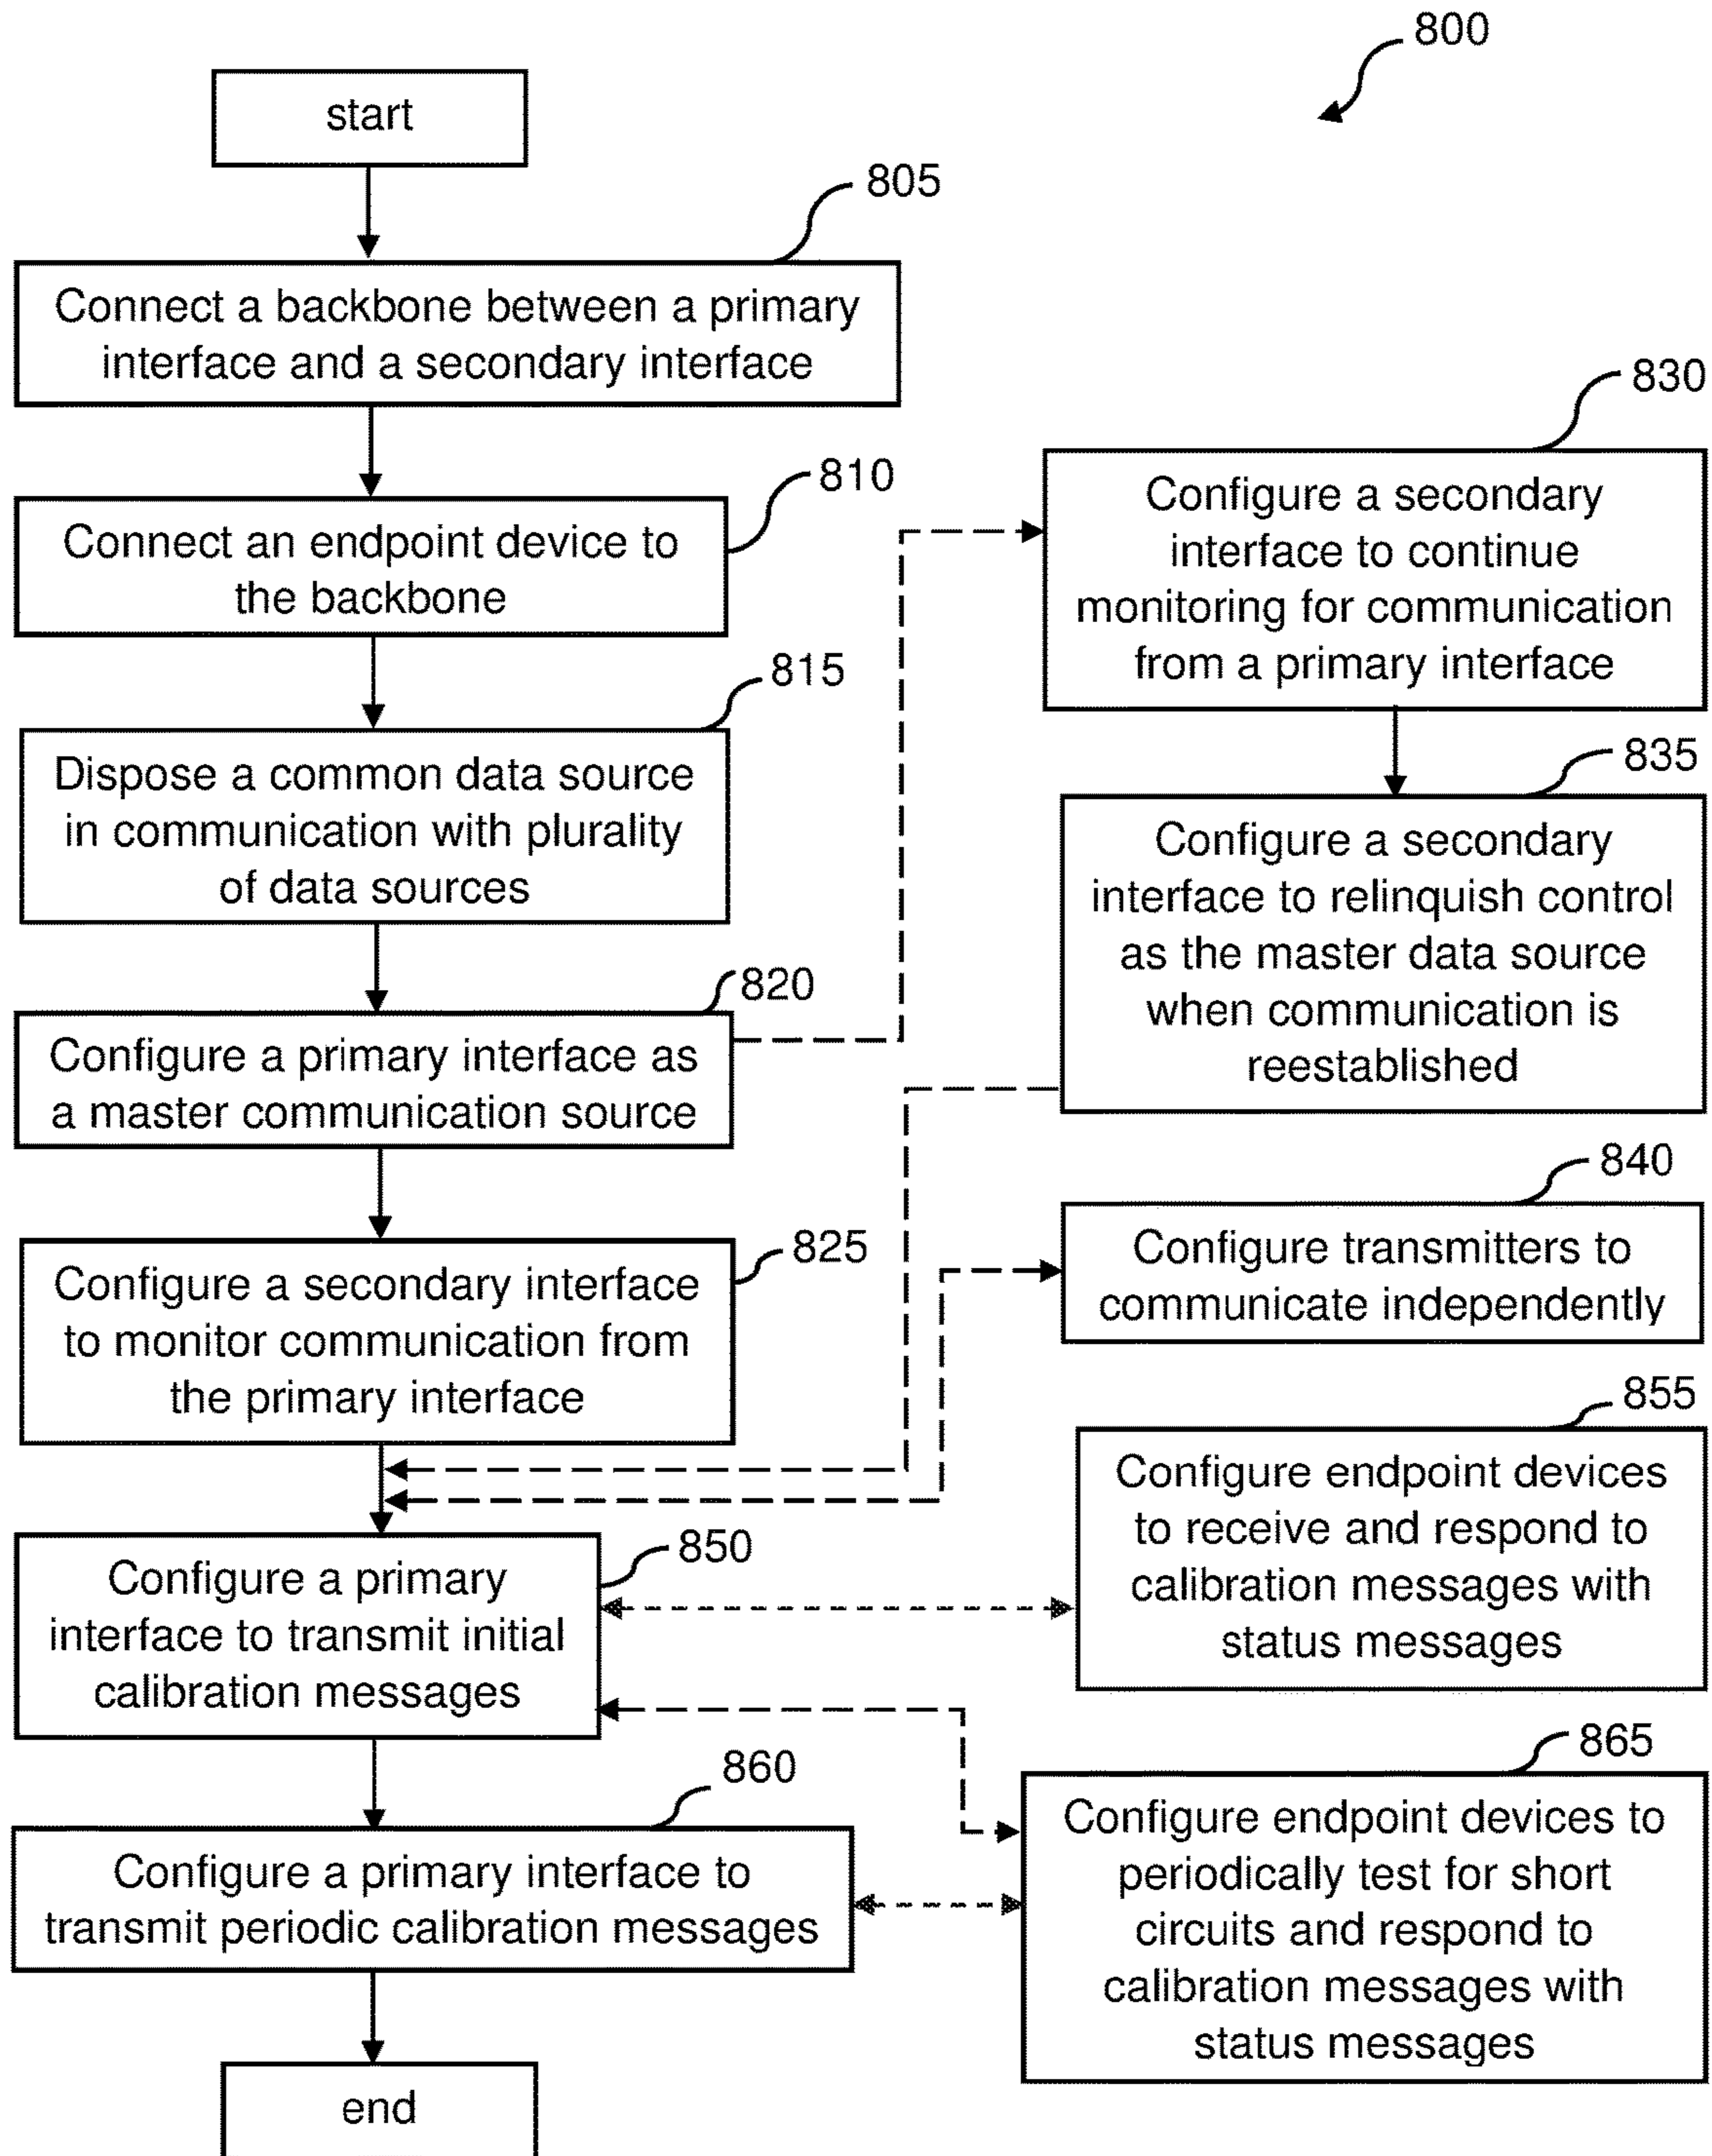 800
start
805
Connect a backbone between a primary
interface and a secondary interface
810
Connect an endpoint device to
the backbone
815
Dispose a common data source
in communication with plurality
of data sources
820
Configure a primary interface as
a master communication source
825
Configure a secondary interface
to monitor communication from
the primary interface
830
Configure a secondary
interface to continue
monitoring for communication
from a primary interface
835
Configure a secondary
interface to relinquish control
as the master data source
when communication is
reestablished
840
Configure transmitters to
communicate independently
850
Configure a primary
interface to transmit initial
calibration messages
855
Configure endpoint devices
to receive and respond to
calibration messages with
status messages
860
Configure a primary interface to
transmit periodic calibration messages
865
Configure endpoint devices to
periodically test for short
circuits and respond to
calibration messages with
status messages
end